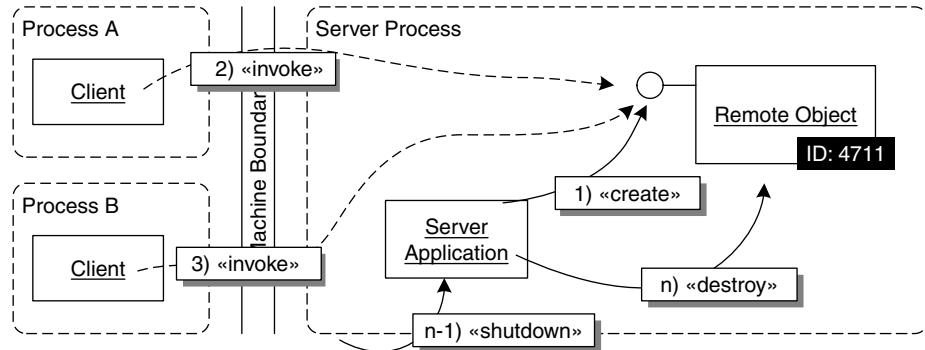 Process A
Server Process
2) «invoke»
Client
Remote Object
ID: 4711
Machine Boundary
1) «create»
Process B
Server
Application
Client
3) «invoke»
n) «destroy»
n-1) «shutdown»